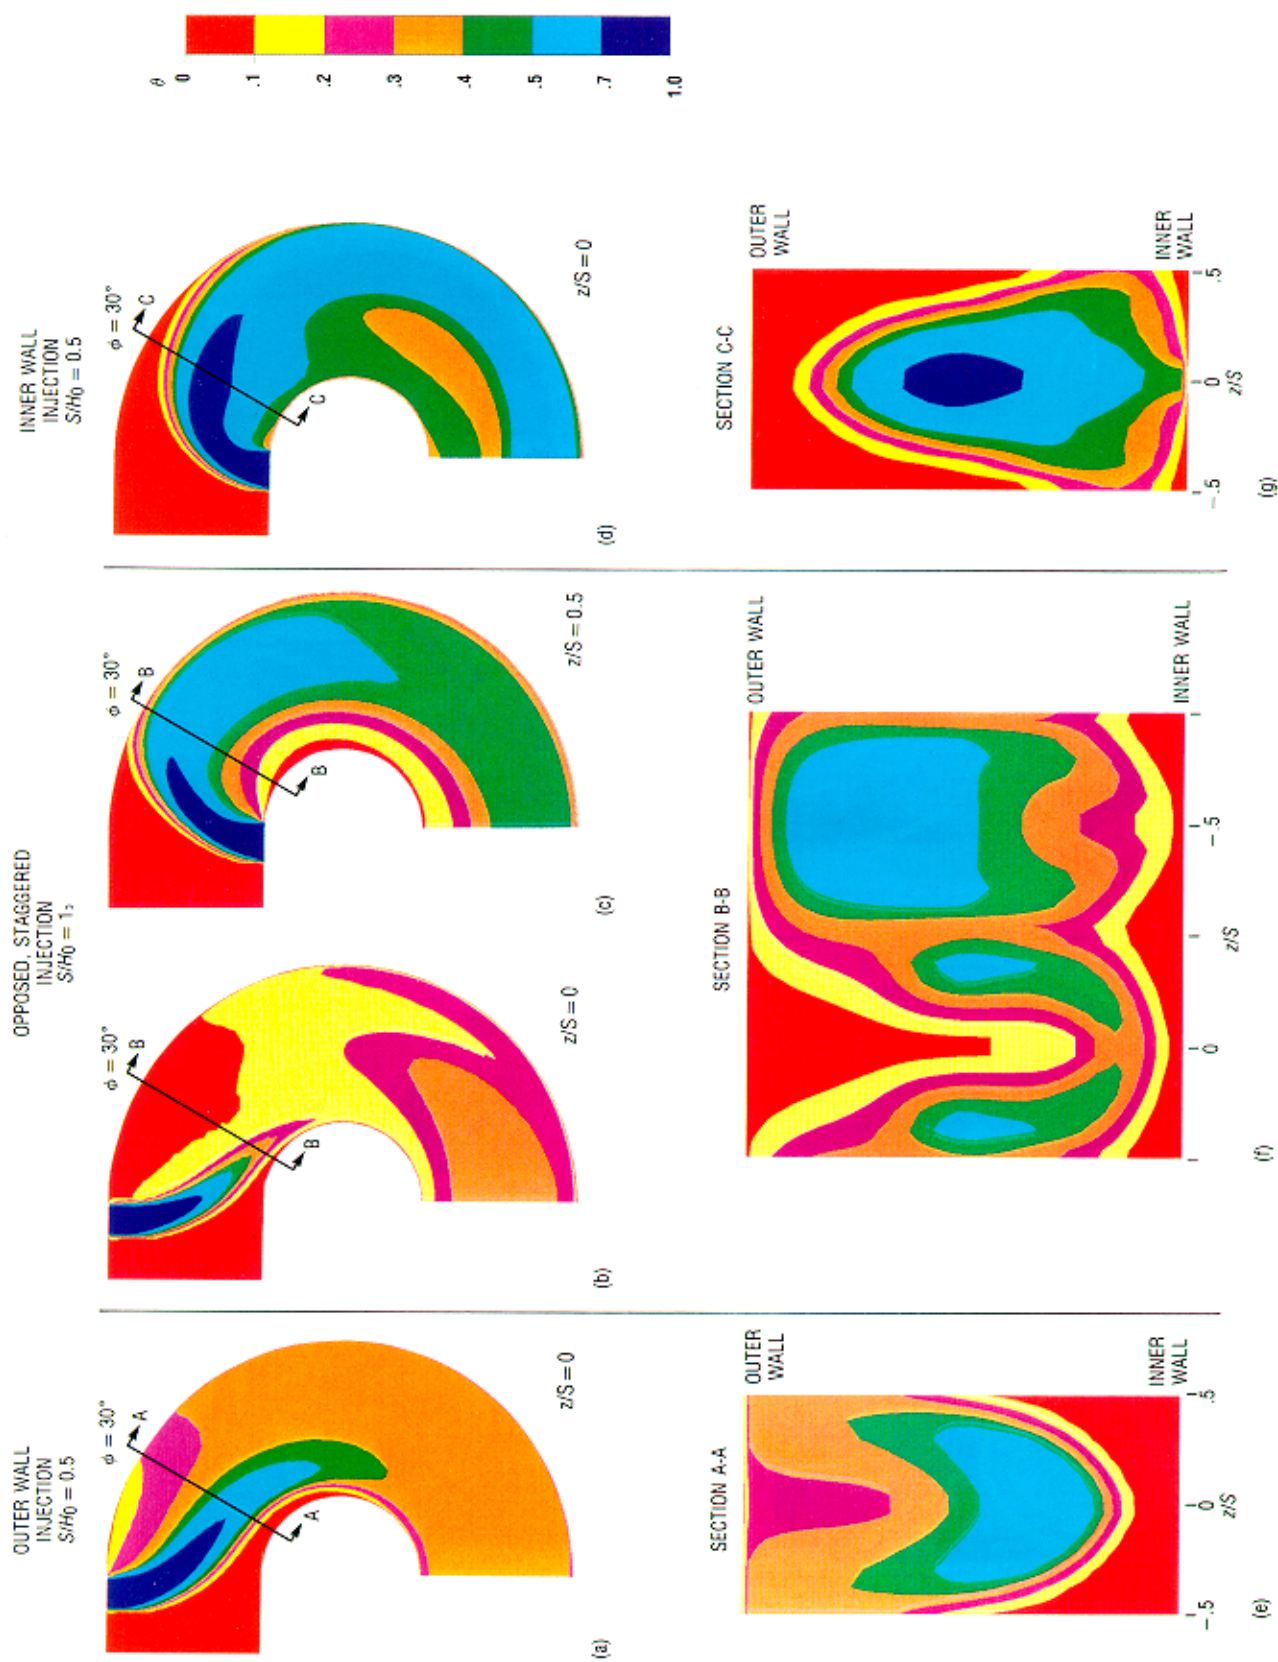 OUTER WALL
INJECTION
S/H₀ = 0.5
φ = 30°
A
A
z/S = 0
(a)
OPPOSED, STAGGERED
INJECTION
S/H₀ = 1
φ = 30°
B
B
z/S = 0
(b)
φ = 30°
B
B
z/S = 0.5
(c)
INNER WALL
INJECTION
S/H₀ = 0.5
φ = 30°
C
C
z/S = 0
(d)
θ
0
.1
.2
.3
.4
.5
.7
1.0
SECTION A-A
OUTER
WALL
INNER
WALL
-.5 0 .5
z/S
(e)
SECTION B-B
OUTER WALL
INNER WALL
0 -.5
z/S
(f)
SECTION C-C
OUTER
WALL
INNER
WALL
-.5 0 .5
z/S
(g)